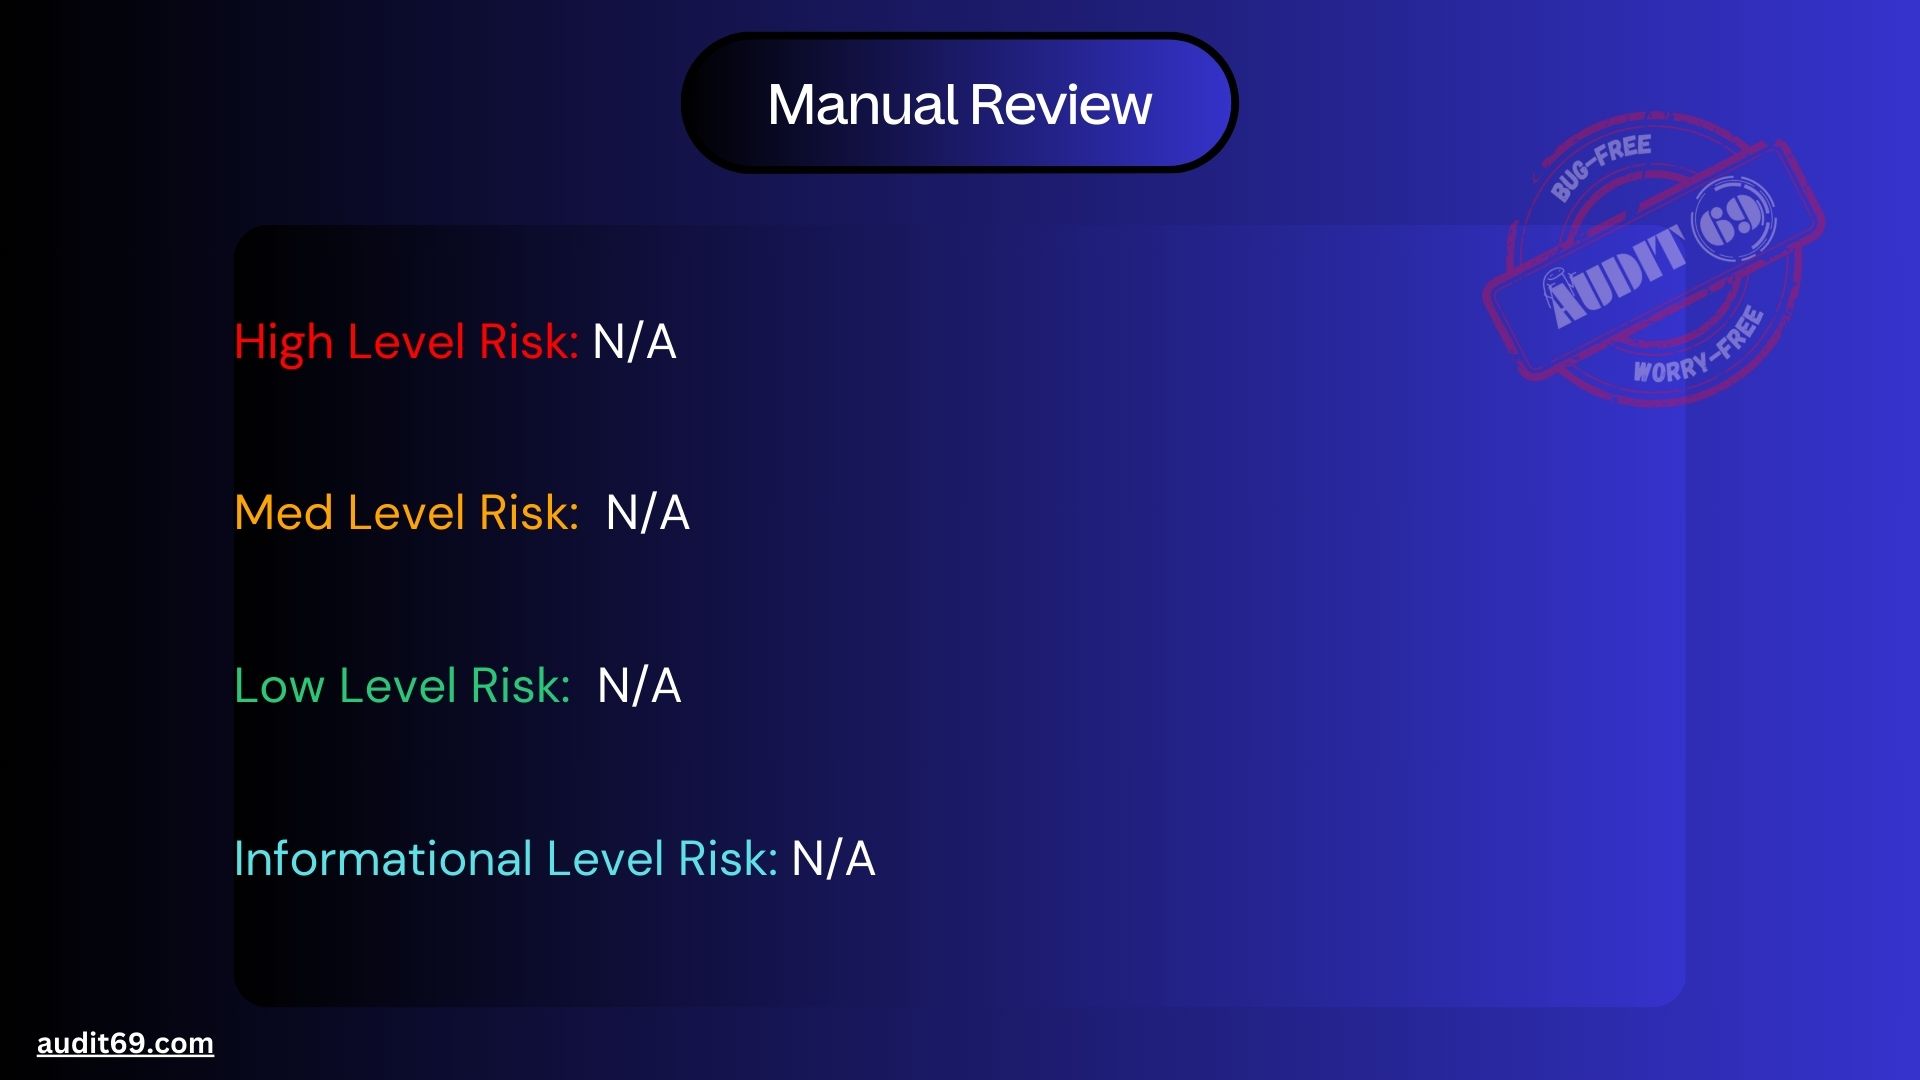 Manual Review
BUG-FREE
AUDIT 69
WORRY-FREE
High Level Risk: N/A
Med Level Risk: N/A
Low Level Risk: N/A
Informational Level Risk: N/A
audit69.com